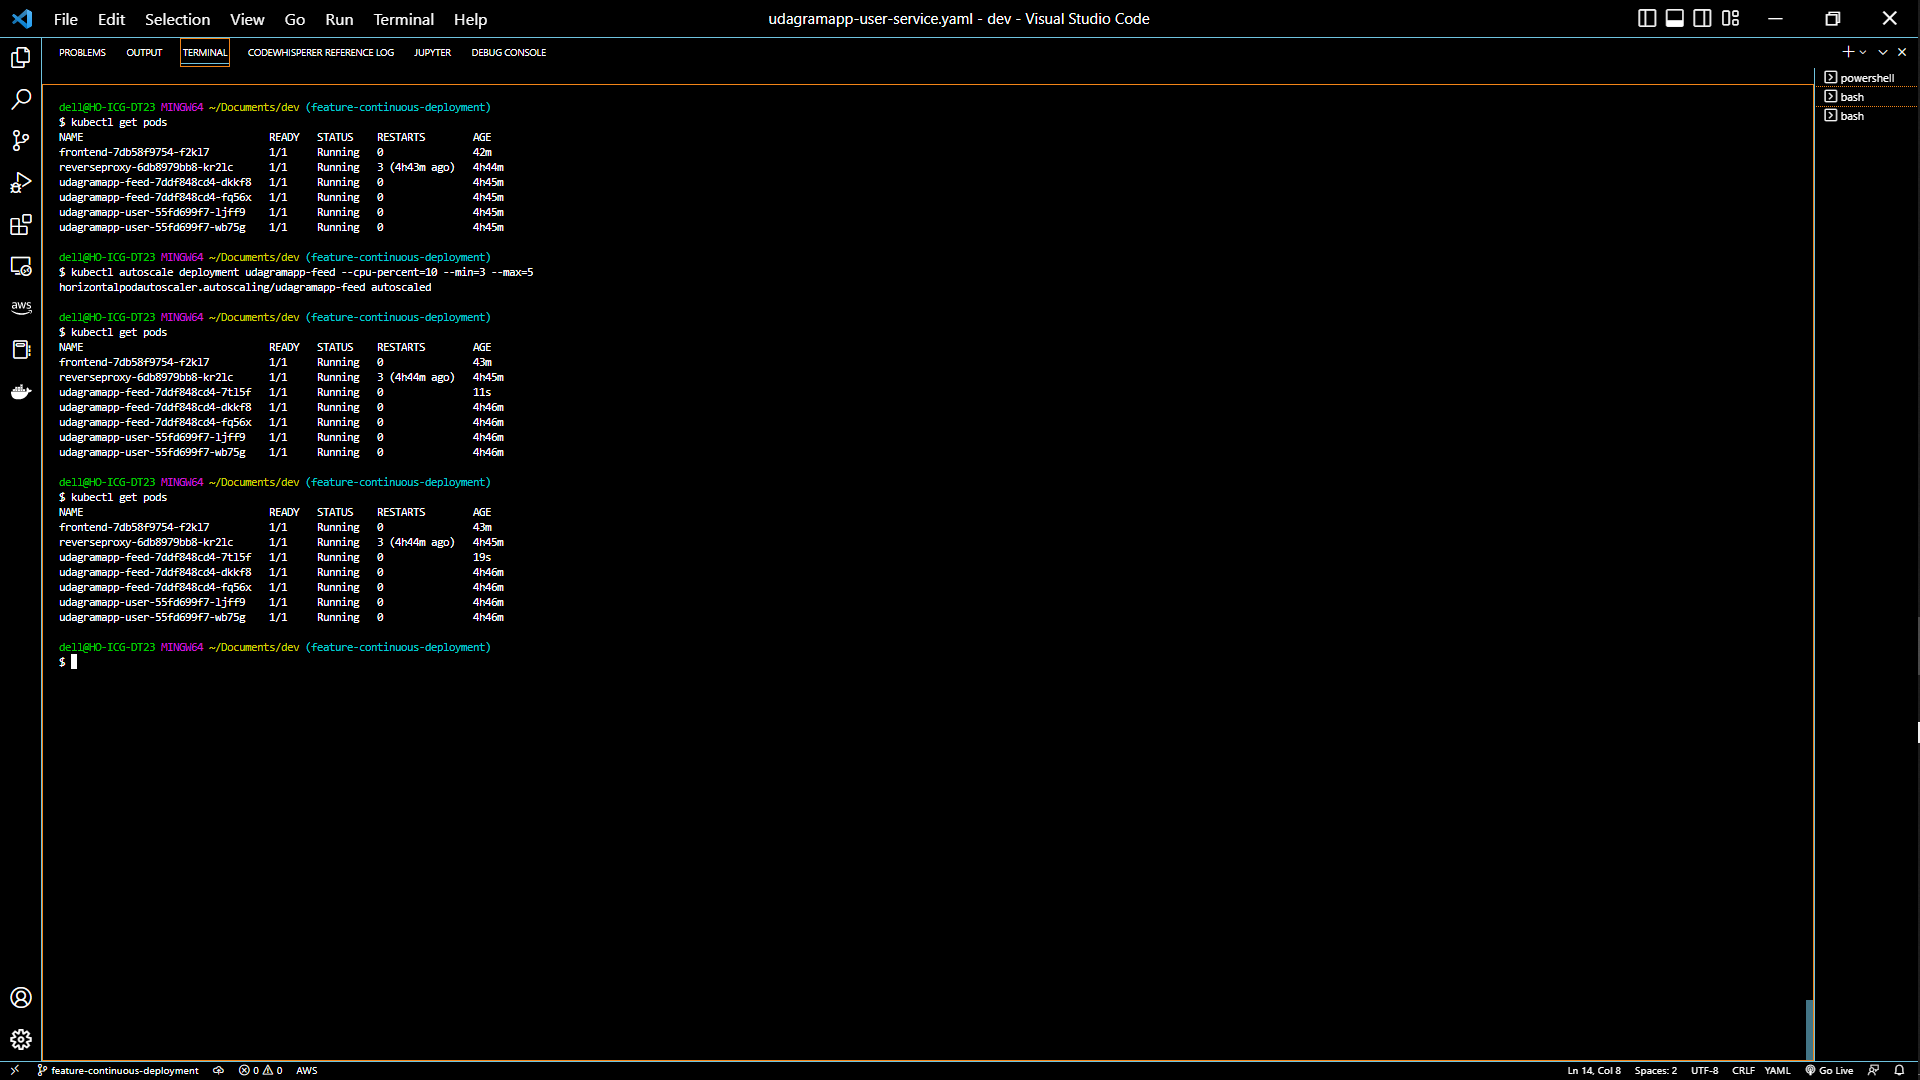 File Edit Selection View Go Run Terminal Help
udagramapp-user-service.yaml - dev - Visual Studio Code
PROBLEMS OUTPUT TERMINAL CODEWHISPERER REFERENCE LOG JUPYTER DEBUG CONSOLE
powershell
bash
bash
aws
dell@HO-ICG-DT23 MINGW64 ~/Documents/dev (feature-continuous-deployment)
$ kubectl get pods
NAME READY STATUS RESTARTS AGE
frontend-7db58f9754-f2kl7 1/1 Running 0 42m
reverseproxy-6db8979bb8-kr2lc 1/1 Running 3 (4h43m ago) 4h44m
udagramapp-feed-7ddf848cd4-dkkf8 1/1 Running 0 4h45m
udagramapp-feed-7ddf848cd4-fq56x 1/1 Running 0 4h45m
udagramapp-user-55fd699f7-ljff9 1/1 Running 0 4h45m
udagramapp-user-55fd699f7-wb75g 1/1 Running 0 4h45m
dell@HO-ICG-DT23 MINGW64 ~/Documents/dev (feature-continuous-deployment)
$ kubectl autoscale deployment udagramapp-feed --cpu-percent=10 --min=3 --max=5
horizontalpodautoscaler.autoscaling/udagramapp-feed autoscaled
dell@HO-ICG-DT23 MINGW64 ~/Documents/dev (feature-continuous-deployment)
$ kubectl get pods
NAME READY STATUS RESTARTS AGE
frontend-7db58f9754-f2kl7 1/1 Running 0 43m
reverseproxy-6db8979bb8-kr2lc 1/1 Running 3 (4h44m ago) 4h45m
udagramapp-feed-7ddf848cd4-7tl5f 1/1 Running 0 11s
udagramapp-feed-7ddf848cd4-dkkf8 1/1 Running 0 4h46m
udagramapp-feed-7ddf848cd4-fq56x 1/1 Running 0 4h46m
udagramapp-user-55fd699f7-ljff9 1/1 Running 0 4h46m
udagramapp-user-55fd699f7-wb75g 1/1 Running 0 4h46m
dell@HO-ICG-DT23 MINGW64 ~/Documents/dev (feature-continuous-deployment)
$ kubectl get pods
NAME READY STATUS RESTARTS AGE
frontend-7db58f9754-f2kl7 1/1 Running 0 43m
reverseproxy-6db8979bb8-kr2lc 1/1 Running 3 (4h44m ago) 4h45m
udagramapp-feed-7ddf848cd4-7tl5f 1/1 Running 0 19s
udagramapp-feed-7ddf848cd4-dkkf8 1/1 Running 0 4h46m
udagramapp-feed-7ddf848cd4-fq56x 1/1 Running 0 4h46m
udagramapp-user-55fd699f7-ljff9 1/1 Running 0 4h46m
udagramapp-user-55fd699f7-wb75g 1/1 Running 0 4h46m
dell@HO-ICG-DT23 MINGW64 ~/Documents/dev (feature-continuous-deployment)
$
feature-continuous-deployment 0 0 AWS Ln 14, Col 8 Spaces: 2 UTF-8 CRLF YAML Go Live